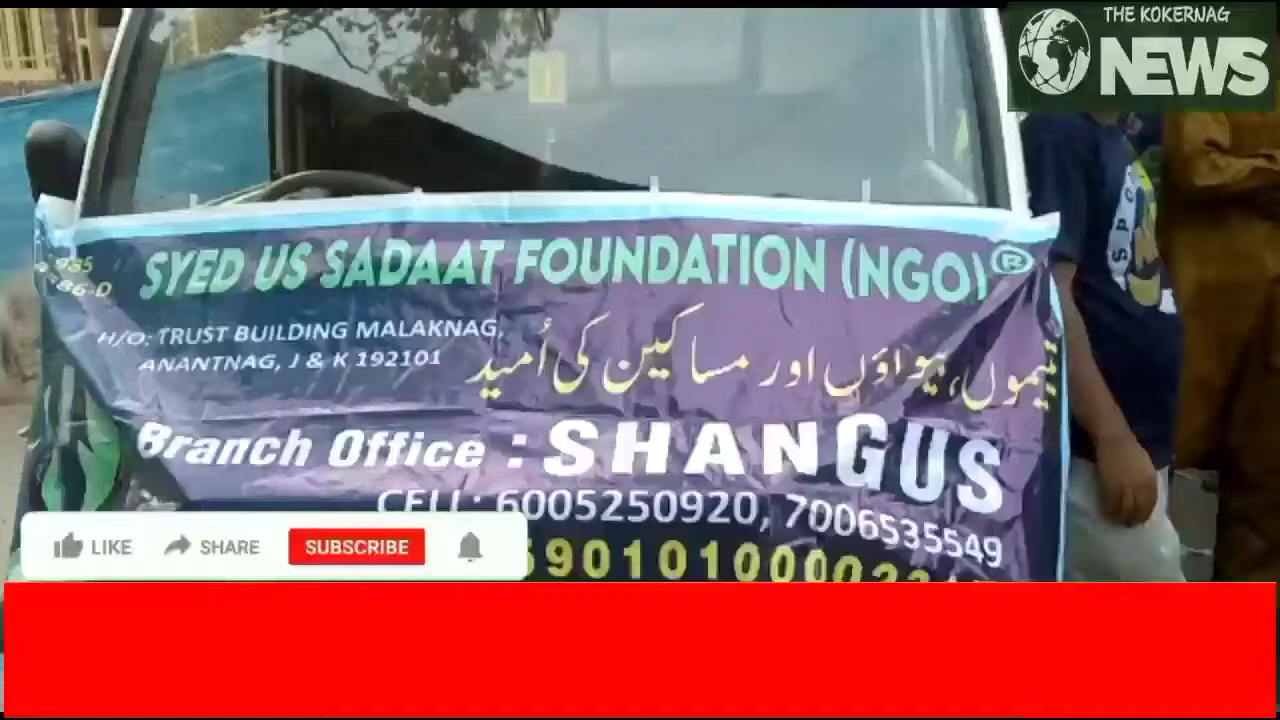 THE KOKERNAG
NEWS
SYED US SADAAT FOUNDATION (NGO)®
H/O: TRUST BUILDING MALAKNAG,
ANANTNAG, J & K 192101
یتیموں، بیواؤں اور مساکین کی اُمید
Branch Office : SHANGUS
CELL: 6005250920, 7006535549
LIKE SHARE SUBSCRIBE